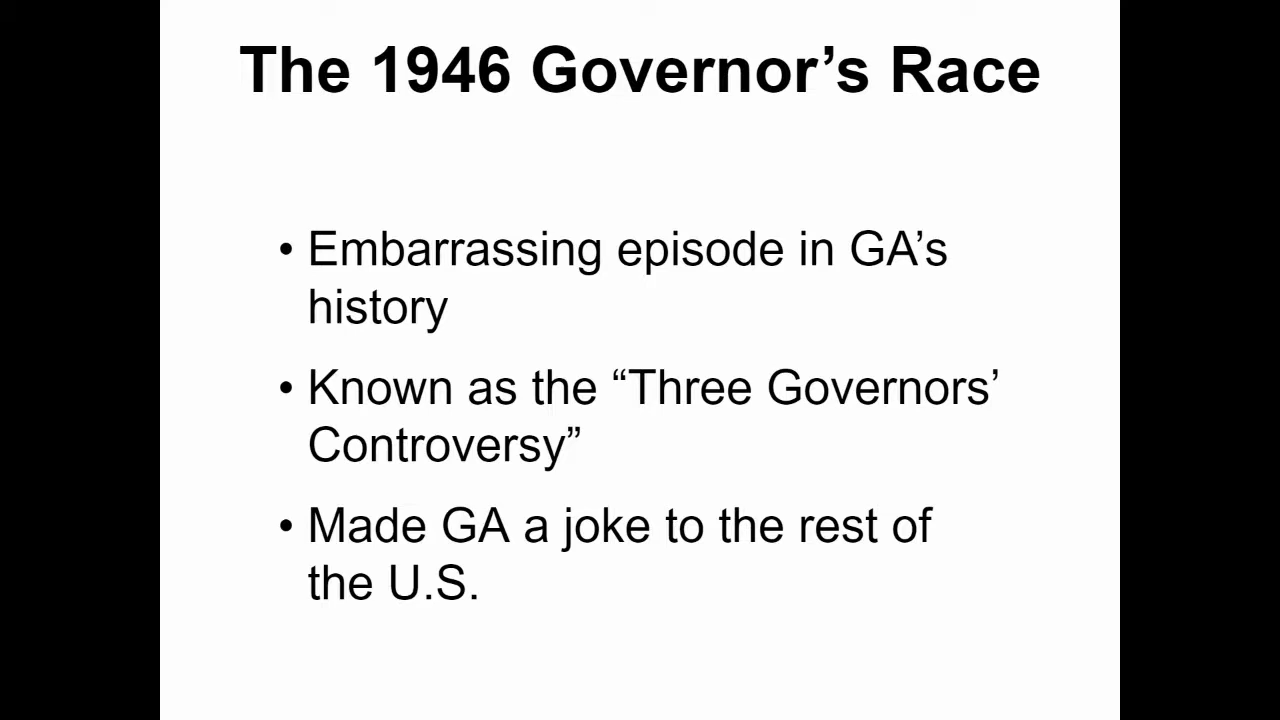 The 1946 Governor’s Race
• Embarrassing episode in GA’s
history
• Known as the “Three Governors’
Controversy”
• Made GA a joke to the rest of
the U.S.